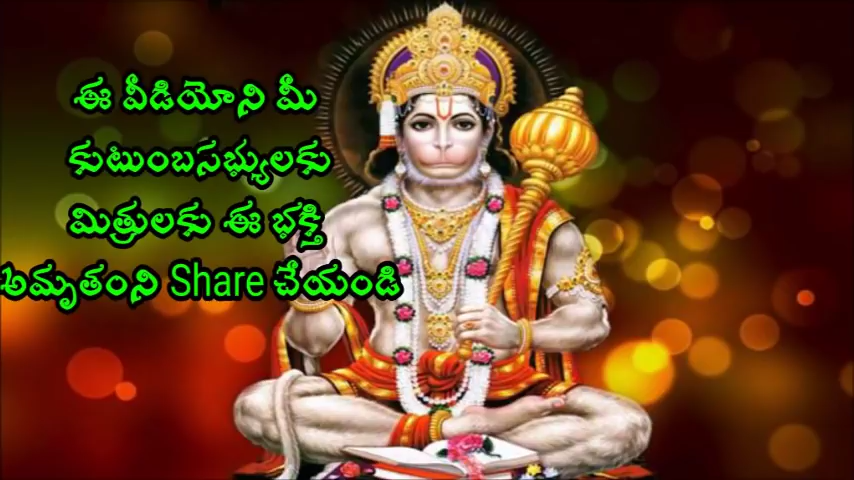 ఈ వీడియోని మీ
కుటుంబసభ్యులకు
మిత్రులకు ఈ భక్తి
అమృతంని Share చేయండి